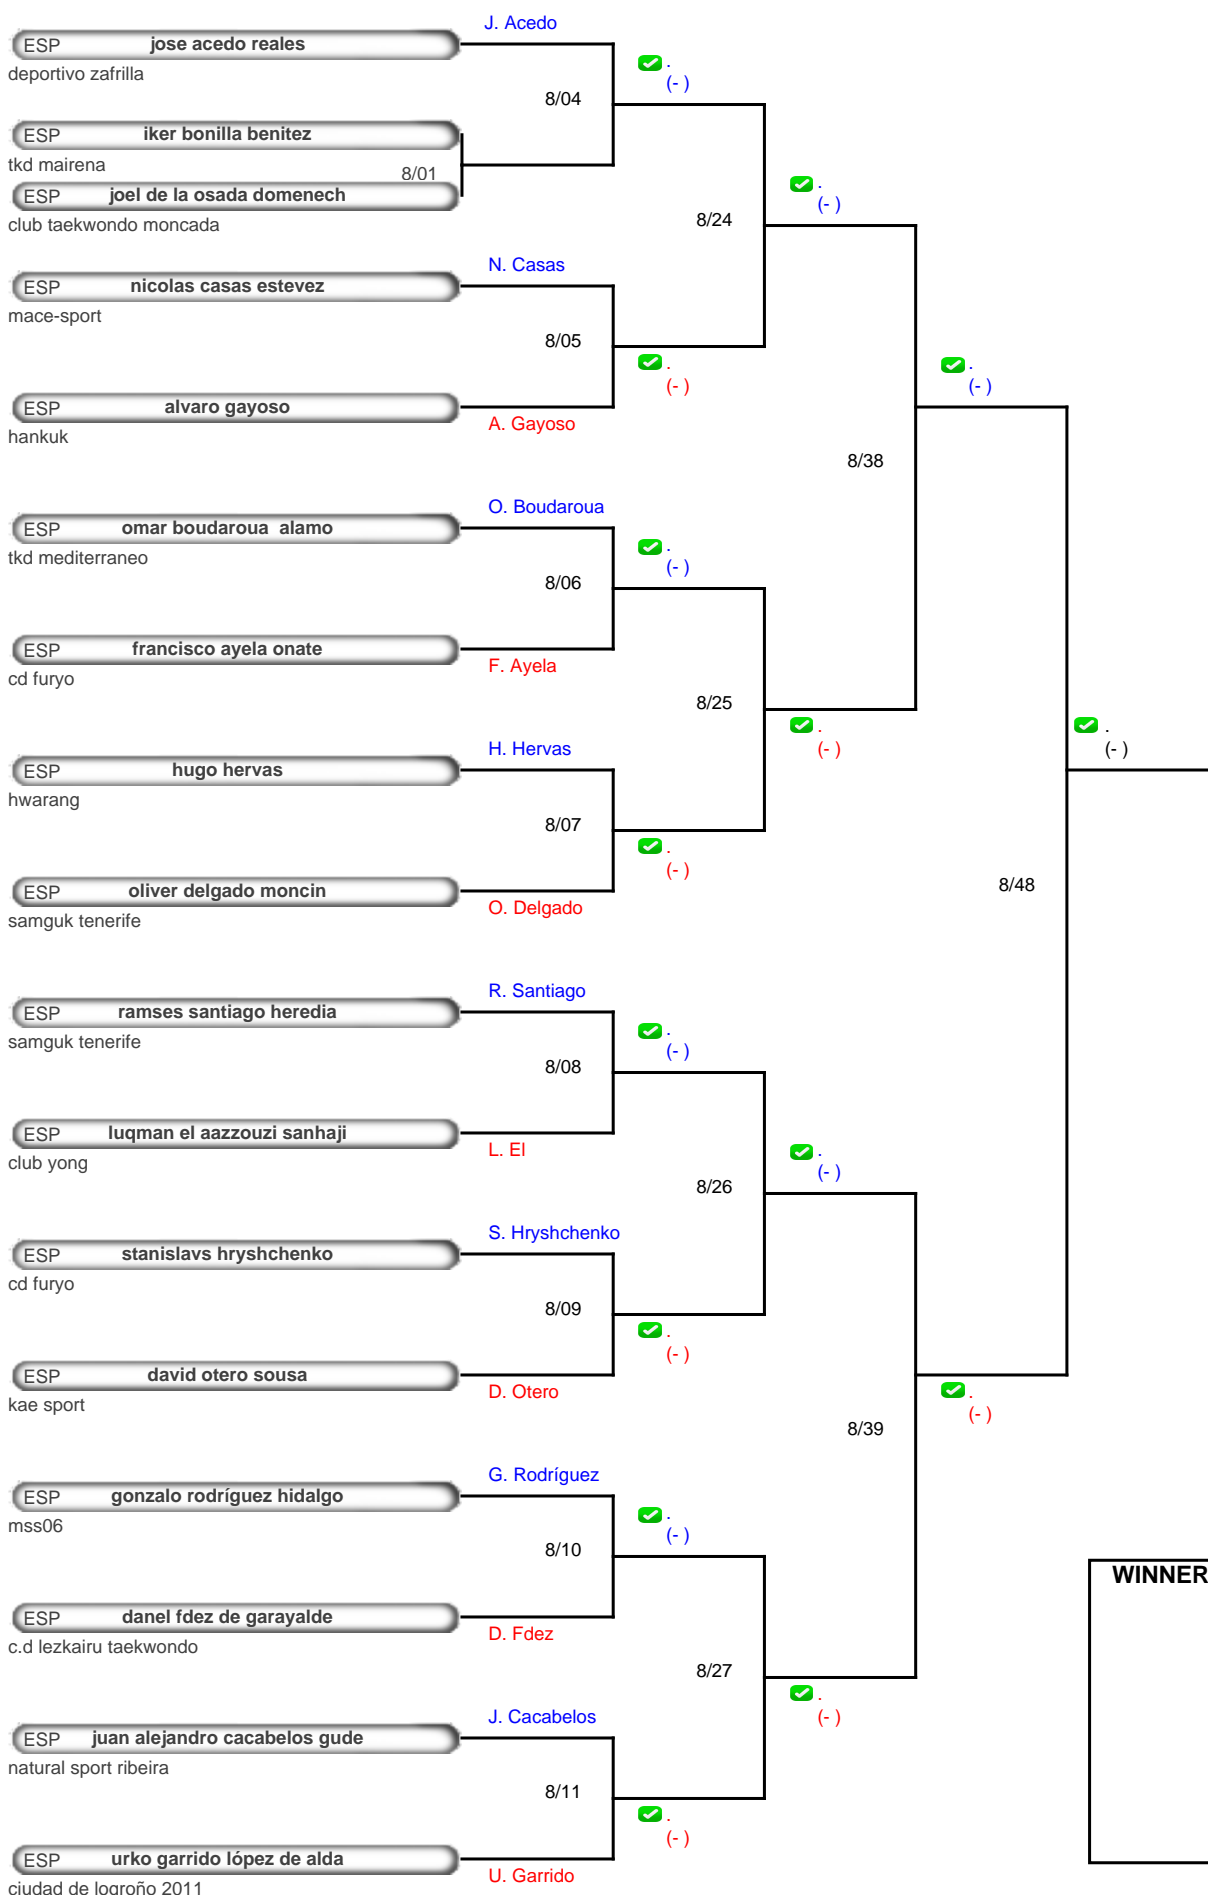 J. Acedo
ESP jose acedo reales
deportivo zafrilla
.
(- )
8/04
ESP iker bonilla benitez
tkd mairena
8/01
ESP joel de la osada domenech
club taekwondo moncada
.
(- )
8/24
N. Casas
ESP nicolas casas estevez
mace-sport
8/05
.
(- )
ESP alvaro gayoso
hankuk
A. Gayoso
.
(- )
8/38
O. Boudaroua
ESP omar boudaroua alamo
tkd mediterraneo
.
(- )
8/06
ESP francisco ayela onate
cd furyo
F. Ayela
8/25
.
(- )
.
(- )
H. Hervas
ESP hugo hervas
hwarang
8/07
.
(- )
ESP oliver delgado moncin
samguk tenerife
O. Delgado
8/48
R. Santiago
ESP ramses santiago heredia
samguk tenerife
.
(- )
8/08
ESP luqman el aazzouzi sanhaji
club yong
L. El
.
(- )
8/26
S. Hryshchenko
ESP stanislavs hryshchenko
cd furyo
8/09
.
(- )
ESP david otero sousa
kae sport
D. Otero
.
(- )
8/39
G. Rodríguez
ESP gonzalo rodríguez hidalgo
mss06
.
(- )
8/10
WINNER
ESP danel fdez de garayalde
c.d lezkairu taekwondo
D. Fdez
8/27
.
(- )
J. Cacabelos
ESP juan alejandro cacabelos gude
natural sport ribeira
8/11
.
(- )
ESP urko garrido lópez de alda
ciudad de logroño 2011
U. Garrido